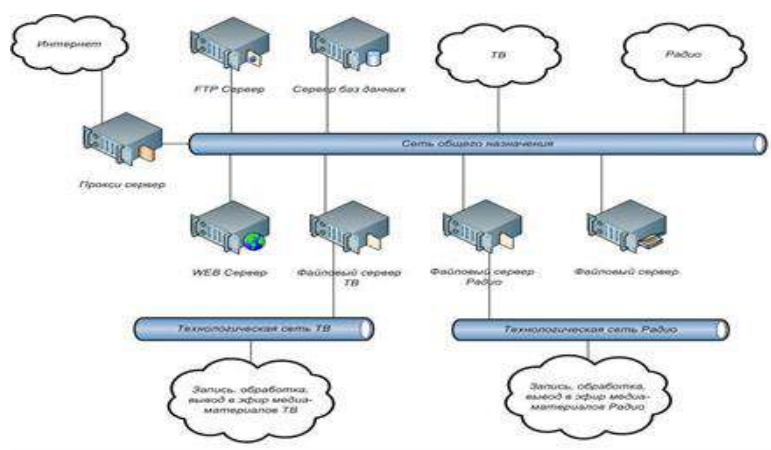 Интернет
FTP Сервер
Сервер баз данных
ТВ
Радио
Сеть общего назначения
Прокси сервер
WEB Сервер
Файловый сервер
ТВ
Файловый сервер
Радио
Файловый сервер
Технологическая сеть ТВ
Технологическая сеть Радио
Запись, обработка,
вывод в эфир медиа-
материалов ТВ
Запись, обработка,
вывод в эфир медиа-
материалов Радио